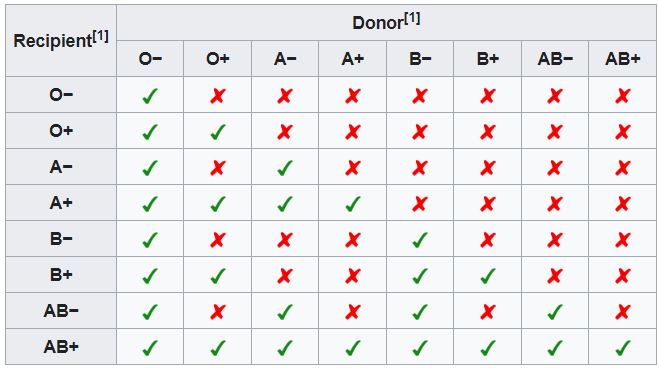 Recipient[1] Donor[1]
O− O+ A− A+ B− B+ AB− AB+
O− ✓ ✗ ✗ ✗ ✗ ✗ ✗ ✗
O+ ✓ ✓ ✗ ✗ ✗ ✗ ✗ ✗
A− ✓ ✗ ✓ ✗ ✗ ✗ ✗ ✗
A+ ✓ ✓ ✓ ✓ ✗ ✗ ✗ ✗
B− ✓ ✗ ✗ ✗ ✓ ✗ ✗ ✗
B+ ✓ ✓ ✗ ✗ ✓ ✓ ✗ ✗
AB− ✓ ✗ ✓ ✗ ✓ ✗ ✓ ✗
AB+ ✓ ✓ ✓ ✓ ✓ ✓ ✓ ✓